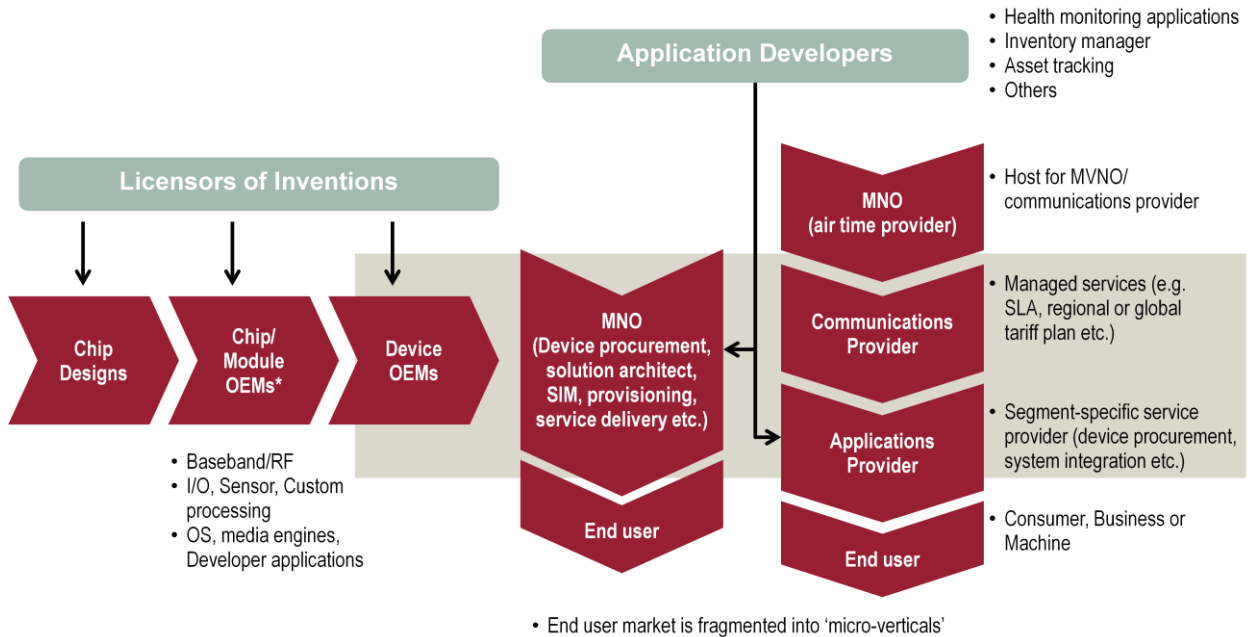 Application Developers
• Health monitoring applications
• Inventory manager
• Asset tracking
• Others
Licensors of Inventions
Chip
Designs
Chip/
Module
OEMs*
Device
OEMs
• Baseband/RF
• I/O, Sensor, Custom
processing
• OS, media engines,
Developer applications
MNO
(Device procurement,
solution architect,
SIM, provisioning,
service delivery etc.)
End user
MNO
(air time provider)
• Host for MVNO/
communications provider
Communications
Provider
• Managed services (e.g.
SLA, regional or global
tariff plan etc.)
Applications
Provider
• Segment-specific service
provider (device procurement,
system integration etc.)
End user
• Consumer, Business or
Machine
• End user market is fragmented into ‘micro-verticals’